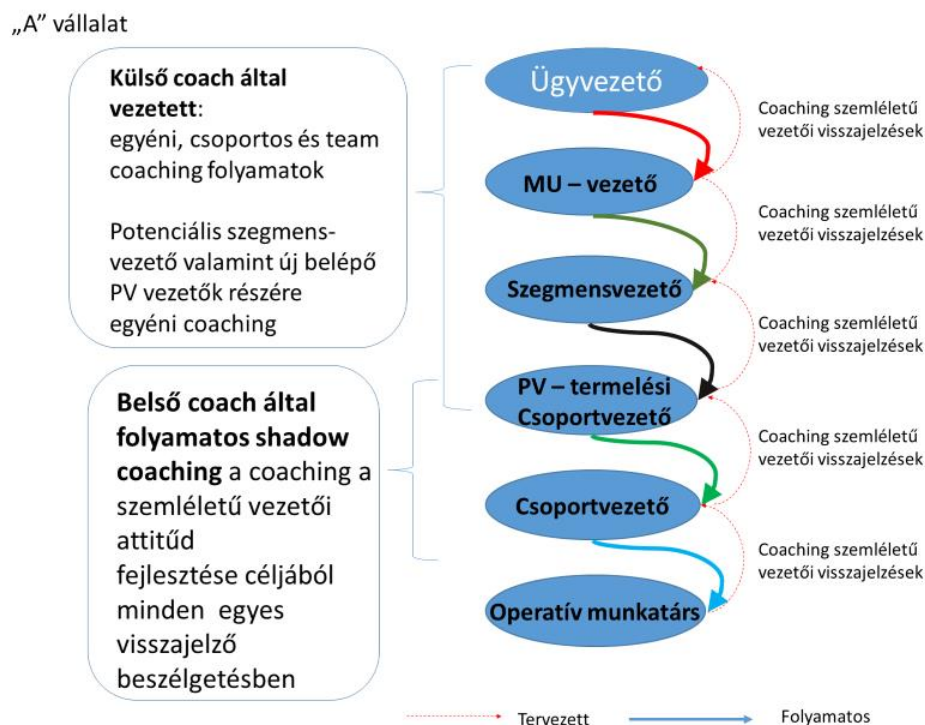 „A” vállalat
Külső coach által
vezetett:
egyéni, csoportos és team
coaching folyamatok
Potenciális szegmens-
vezető valamint új belépő
PV vezetők részére
egyéni coaching
Belső coach által
folyamatos shadow
coaching a coaching a
szemléletű vezetői
attitűd
fejlesztése céljából
minden egyes
visszajelző
beszélgetésben
Ügyvezető
MU – vezető
Szegmensvezető
PV – termelési
Csoportvezető
Csoportvezető
Operatív munkatárs
Coaching szemléletű
vezetői visszajelzések
Coaching szemléletű
vezetői visszajelzések
Coaching szemléletű
vezetői visszajelzések
Coaching szemléletű
vezetői visszajelzések
Coaching szemléletű
vezetői visszajelzések
Tervezett
Folyamatos